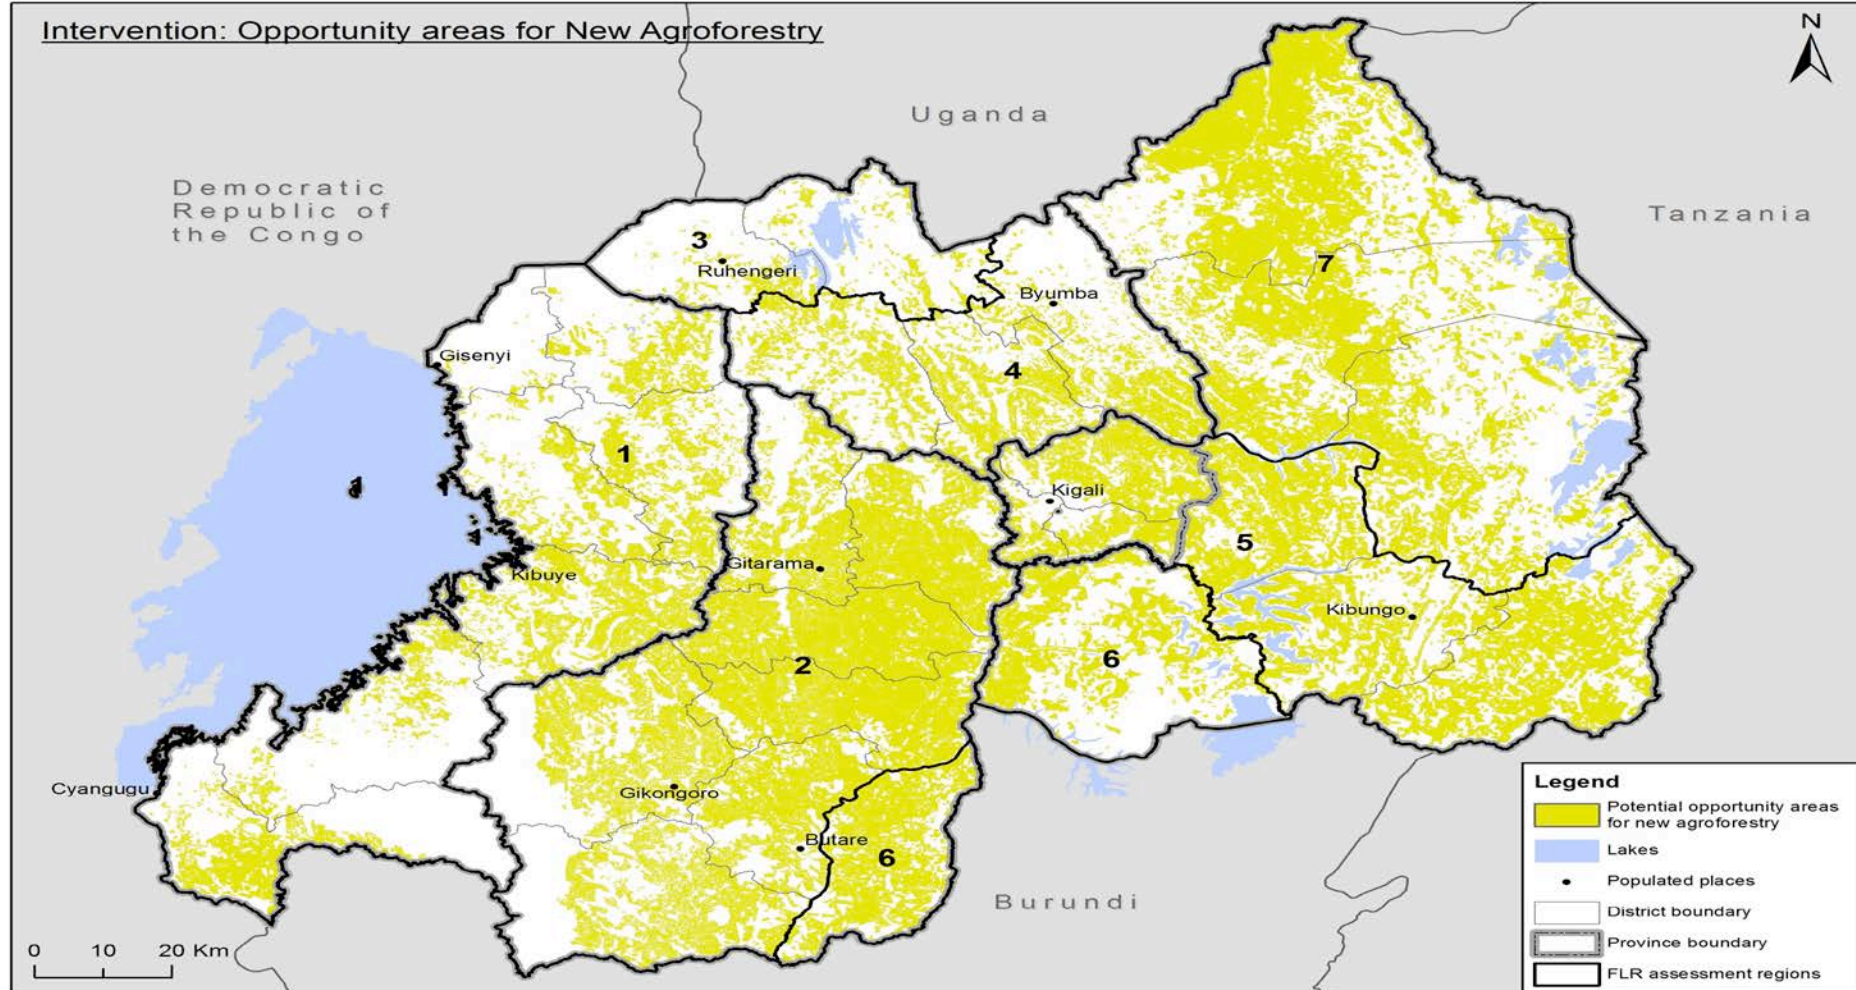 Intervention: Opportunity areas for New Agroforestry
N
Uganda
Democratic
Republic of
the Congo
Tanzania
3
Ruhengeri
7
Byumba
Gisenyi
4
1
1
Kigali
5
Gitarama
Kibuye
Kibungo
2
6
Cyangugu
Gikongoro
Butare
6
Burundi
0 10 20 Km
Legend
Potential opportunity areas
for new agroforestry
Lakes
Populated places
District boundary
Province boundary
FLR assessment regions